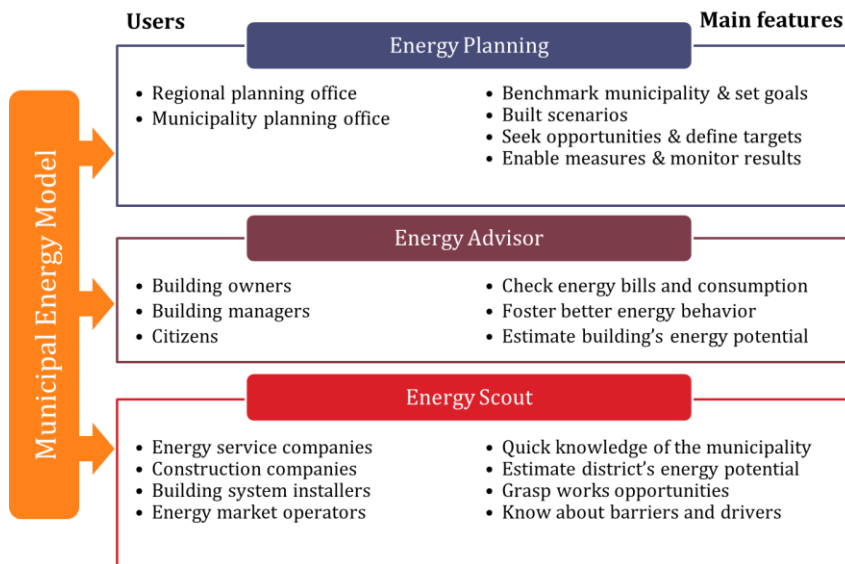 Users
Main features
Municipal Energy Model
Energy Planning
• Regional planning office
• Municipality planning office
• Benchmark municipality & set goals
• Built scenarios
• Seek opportunities & define targets
• Enable measures & monitor results
Energy Advisor
• Building owners
• Building managers
• Citizens
• Check energy bills and consumption
• Foster better energy behavior
• Estimate building's energy potential
Energy Scout
• Energy service companies
• Construction companies
• Building system installers
• Energy market operators
• Quick knowledge of the municipality
• Estimate district's energy potential
• Grasp works opportunities
• Know about barriers and drivers